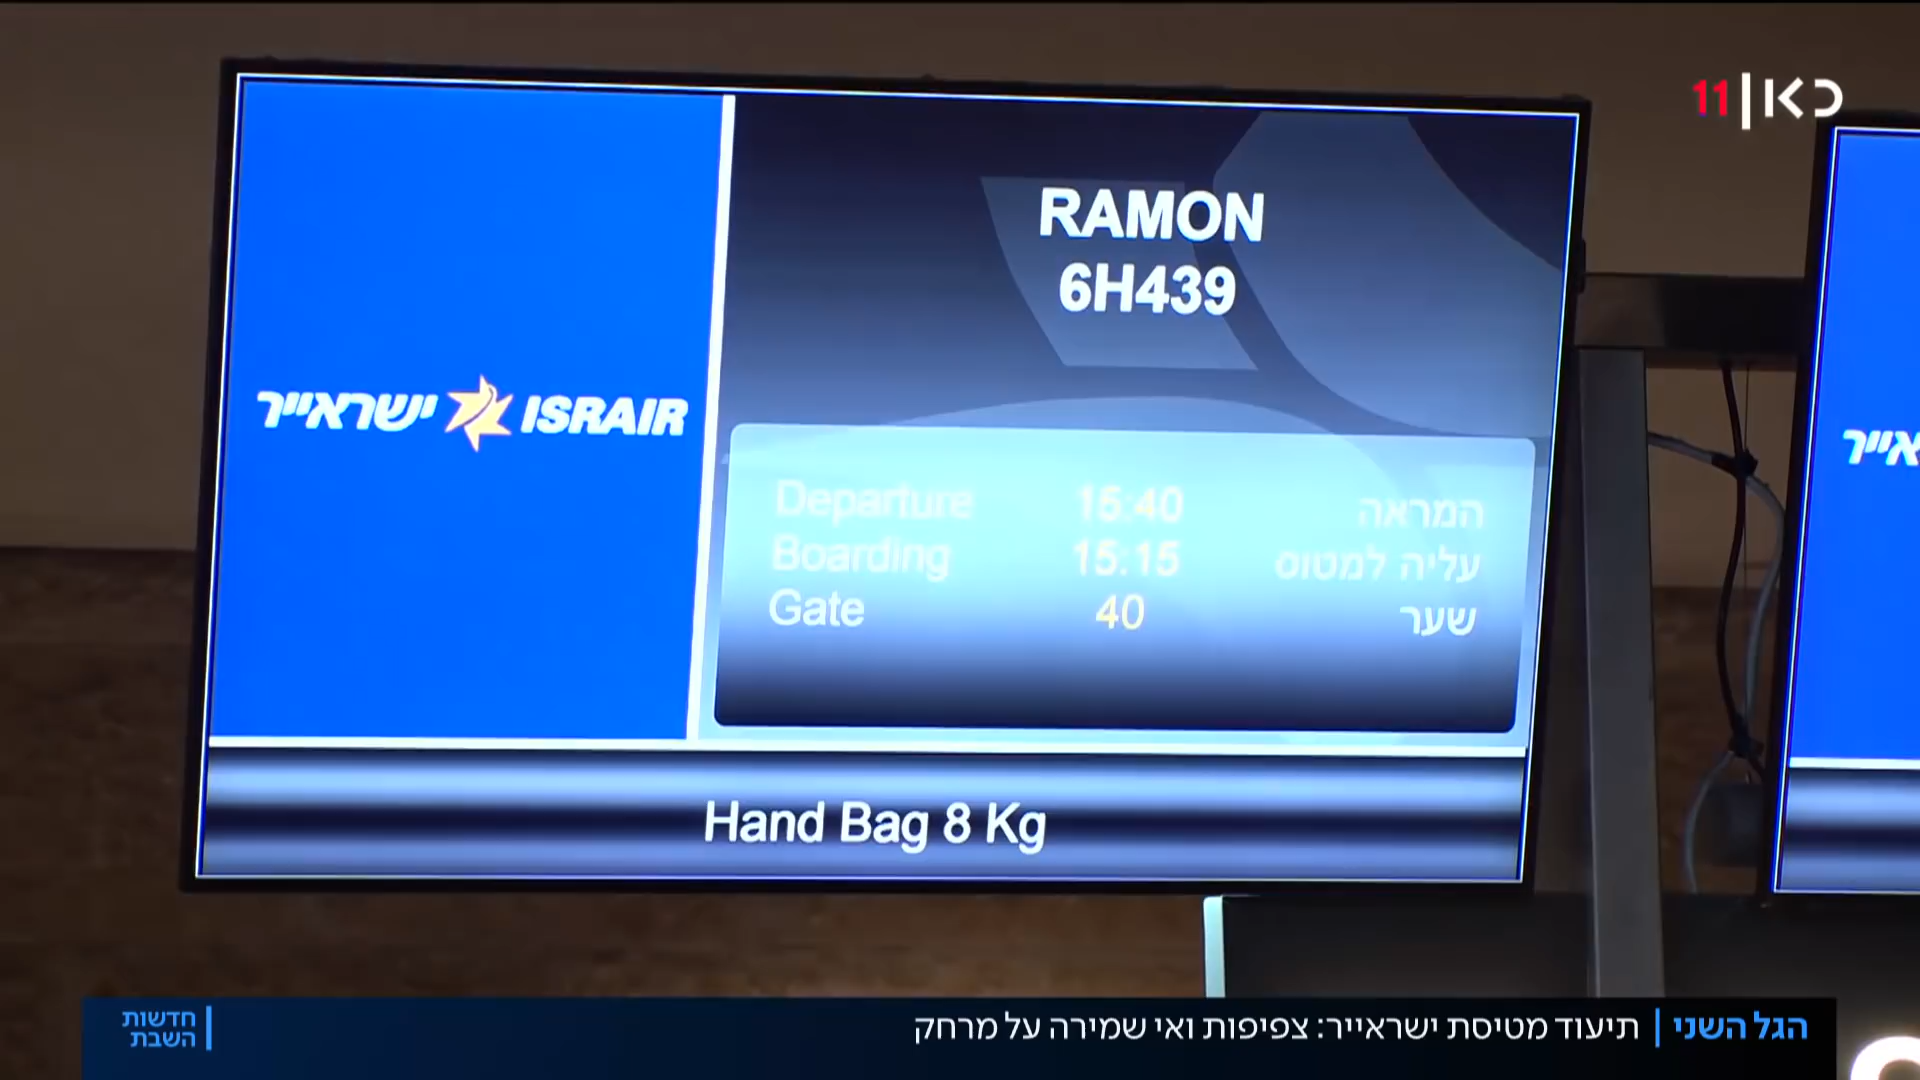 כאן | 11
RAMON
6H439
ישראייר ISRAIR
Departure 15:40 המראה
Boarding 15:15 עליה למטוס
Gate 40 שער
Hand Bag 8 Kg
הגל השני | תיעוד מטיסת ישראייר: צפיפות ואי שמירה על מרחק
חדשות
השבת